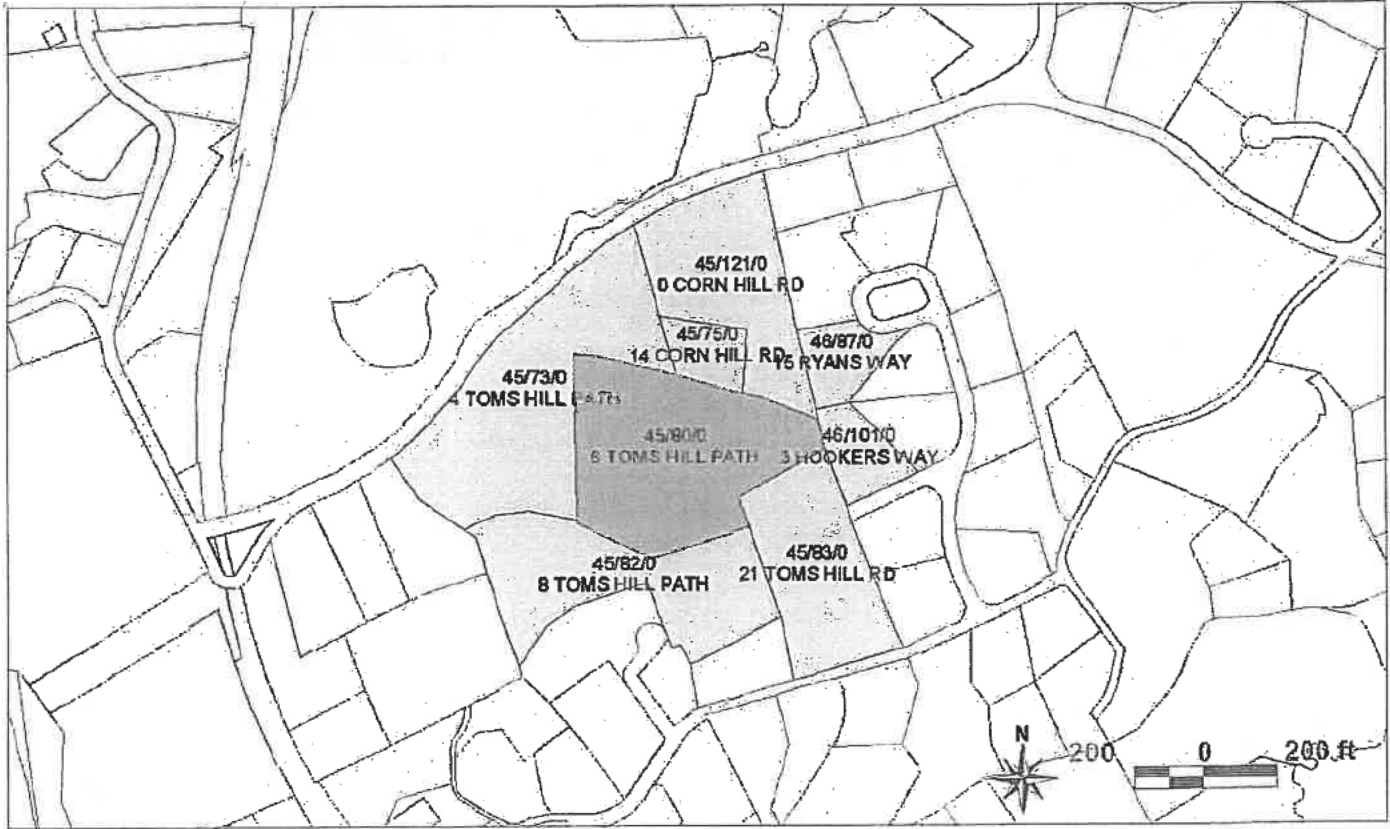 45/121/0
0 CORN HILL RD
45/75/0
14 CORN HILL RD
46/87/0
15 RYANS WAY
45/73/0
4 TOMS HILL PATH
45/80/0
6 TOMS HILL PATH
46/101/0
3 HOOKERS WAY
45/83/0
21 TOMS HILL RD
45/82/0
8 TOMS HILL PATH
N
200 0 200 ft